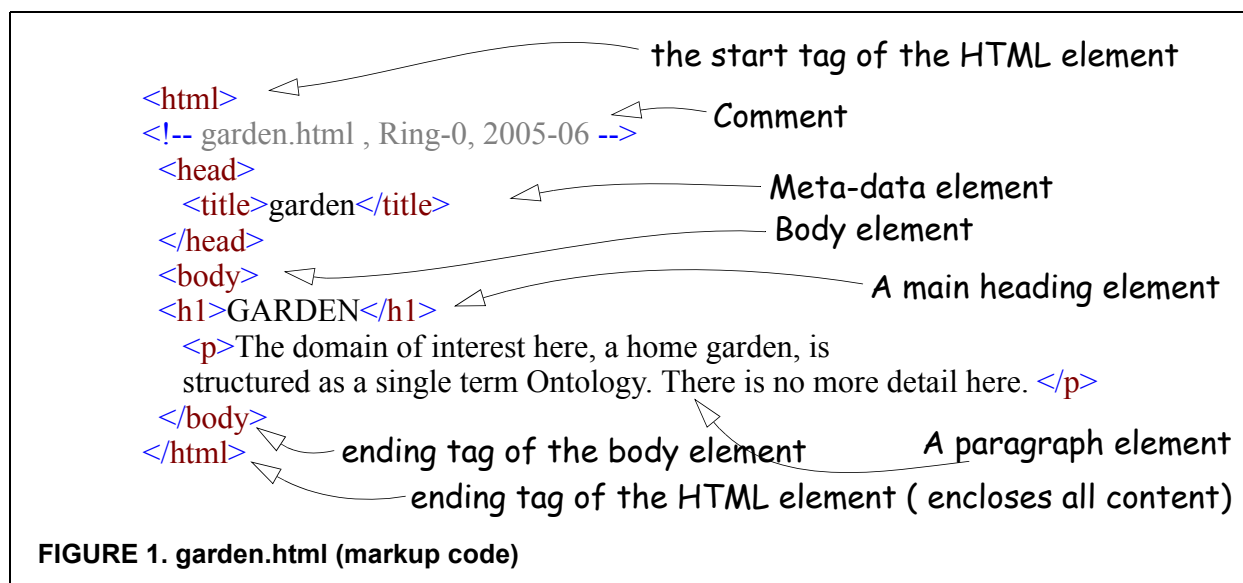 the start tag of the HTML element
<html>
Comment
<!-- garden.html , Ring-0, 2005-06 -->
<head>
Meta-data element
<title>garden</title>
Body element
</head>
<body>
A main heading element
<h1>GARDEN</h1>
<p>The domain of interest here, a home garden, is
structured as a single term Ontology. There is no more detail here. </p>
</body>
A paragraph element
</html>
ending tag of the body element
ending tag of the HTML element ( encloses all content)
FIGURE 1. garden.html (markup code)